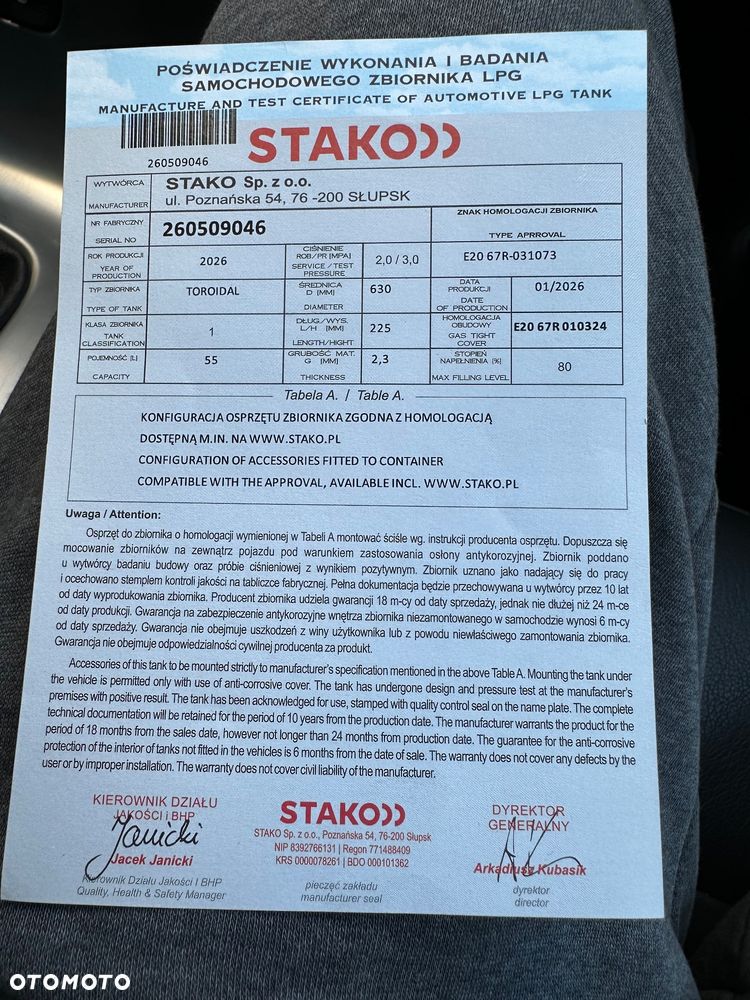 POŚWIADCZENIE WYKONANIA I BADANIA
SAMOCHODOWEGO ZBIORNIKA LPG
MANUFACTURE AND TEST CERTIFICATE OF AUTOMOTIVE LPG TANK
260509046
STAKO
WYTWÓRCA
MANUFACTURER
STAKO Sp. z o.o.
ul. Poznańska 54, 76 -200 SŁUPSK
NR FABRYCZNY
SERIAL NO
260509046
ZNAK HOMOLOGACJI ZBIORNIKA
TYPE APRROVAL
ROK PRODUKCJI
YEAR OF
PRODUCTION
2026
CIŚNIENIE
ROB/PR [MPA]
SERVICE / TEST
PRESSURE
2,0 / 3,0
E20 67R-031073
TYP ZBIORNIKA
TYPE OF TANK
TOROIDAL
ŚREDNICA
D [MM]
DIAMETER
630
DATA
PRODUKCJI
DATE
OF PRODUCTION
01/2026
KLASA ZBIORNIKA
TANK
CLASSIFICATION
1
DŁUG./WYS.
L/H [MM]
LENGTH/HIGHT
225
HOMOLOGACJA
OBUDOWY
GAS TIGHT
COVER
E20 67R 010324
POJEMNOŚĆ [L]
CAPACITY
55
GRUBOŚĆ MAT.
G [MM]
THICKNESS
2,3
STOPIEŃ
NAPEŁNIENIA [%]
MAX FILLING LEVEL
80
Tabela A. / Table A.
KONFIGURACJA OSPRZĘTU ZBIORNIKA ZGODNA Z HOMOLOGACJĄ
DOSTĘPNĄ M.IN. NA WWW.STAKO.PL
CONFIGURATION OF ACCESSORIES FITTED TO CONTAINER
COMPATIBLE WITH THE APPROVAL, AVAILABLE INCL. WWW.STAKO.PL
Uwaga / Attention:
Osprzęt do zbiornika o homologacji wymienionej w Tabeli A montować ściśle wg. instrukcji producenta osprzętu. Dopuszcza się
mocowanie zbiorników na zewnątrz pojazdu pod warunkiem zastosowania osłony antykorozyjnej. Zbiornik poddano
u wytwórcy badaniu budowy oraz próbie ciśnieniowej z wynikiem pozytywnym. Zbiornik uznano jako nadający się do pracy
i ocechowano stemplem kontroli jakości na tabliczce fabrycznej. Pełna dokumentacja będzie przechowywana u wytwórcy przez 10 lat
od daty wyprodukowania zbiornika. Producent zbiornika udziela gwarancji 18 m-cy od daty sprzedaży, jednak nie dłużej niż 24 m-ce
od daty produkcji. Gwarancja na zabezpieczenie antykorozyjne wnętrza zbiornika niezamontowanego w samochodzie wynosi 6 m-cy
od daty sprzedaży. Gwarancja nie obejmuje uszkodzeń z winy użytkownika lub z powodu niewłaściwego zamontowania zbiornika.
Gwarancja nie obejmuje odpowiedzialności cywilnej producenta za produkt.
Accessories of this tank to be mounted strictly to manufacturer's specification mentioned in the above Table A. Mounting the tank under
the vehicle is permitted only with use of anti-corrosive cover. The tank has undergone design and pressure test at the manufacturer's
premises with positive result. The tank has been acknowledged for use, stamped with quality control seal on the name plate. The complete
technical documentation will be retained for the period of 10 years from the production date. The manufacturer warrants the product for the
period of 18 months from the sales date, however not longer than 24 months from production date. The guarantee for the anti-corrosive
protection of the interior of tanks not fitted in the vehicles is 6 months from the date of sale. The warranty does not cover any defects by the
user or by improper installation. The warranty does not cover civil liability of the manufacturer.
KIEROWNIK DZIAŁU
JAKOŚCI i BHP
Janicki
Jacek Janicki
Kierownik Działu Jakości I BHP
Quality, Health & Safety Manager
STAKO
STAKO Sp. z o.o., Poznańska 54, 76-200 Słupsk
NIP 8392766131 | Regon 771488409
KRS 0000078261 | BDO 000101362
pieczęć zakładu
manufacturer seal
DYREKTOR
GENERALNY
Arkadiusz Kubasik
dyrektor
director
OTOMOTO